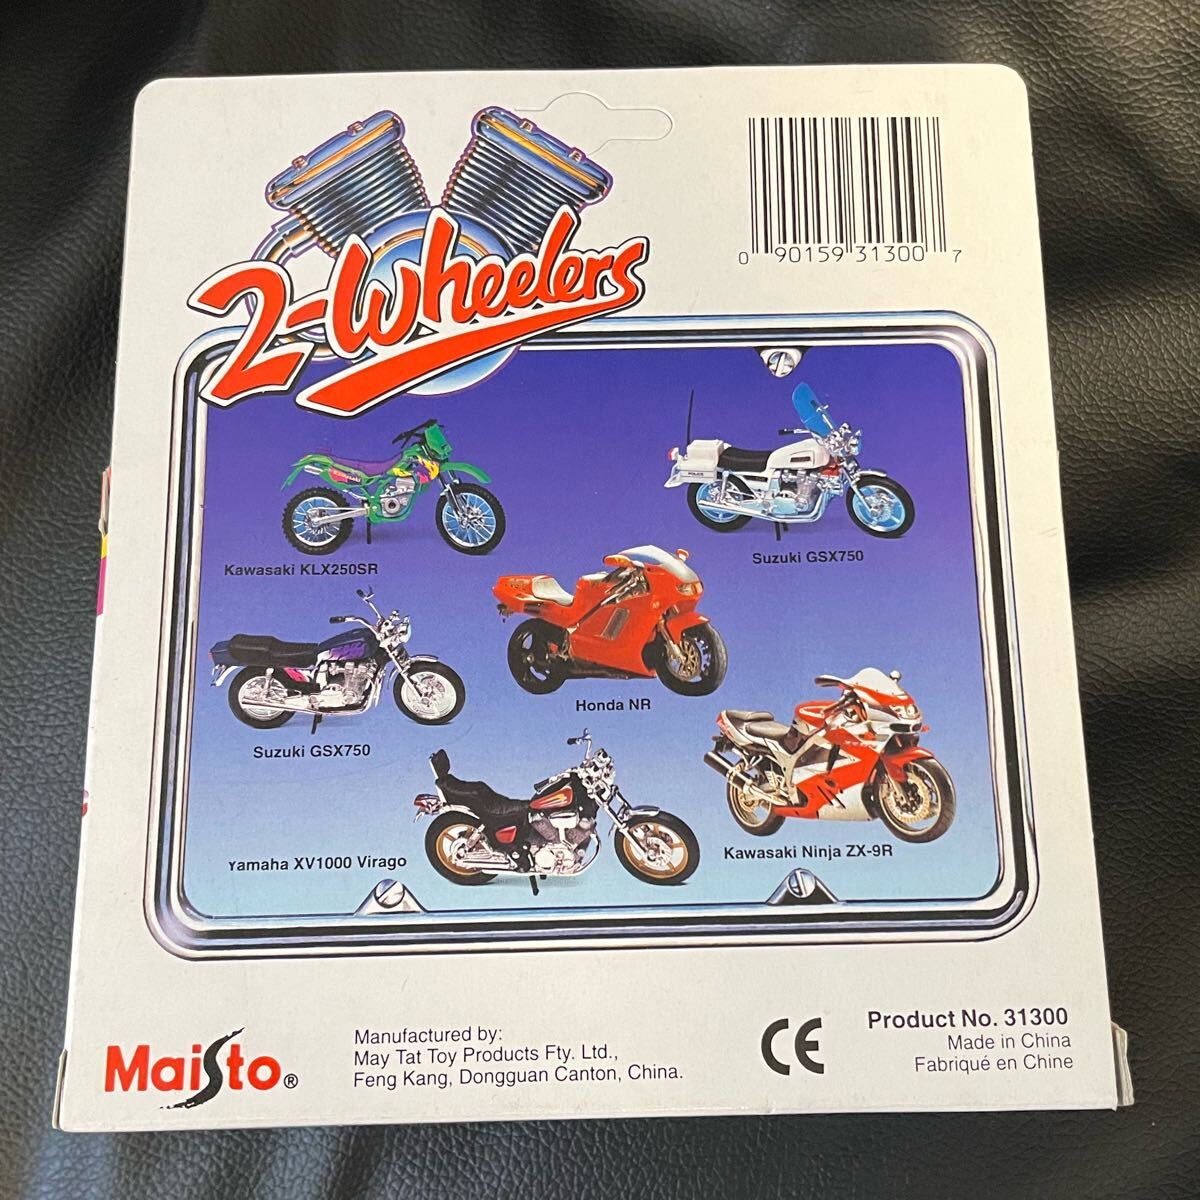 2-Wheelers
0 90159 31300 7
Kawasaki KLX250SR
POLICE
Suzuki GSX750
Honda NR
Suzuki GSX750
Yamaha XV1000 Virago
Kawasaki Ninja ZX-9R
Maisto®
Manufactured by:
May Tat Toy Products Fty. Ltd.,
Feng Kang, Dongguan Canton, China.
CE
Product No. 31300
Made in China
Fabriqué en Chine